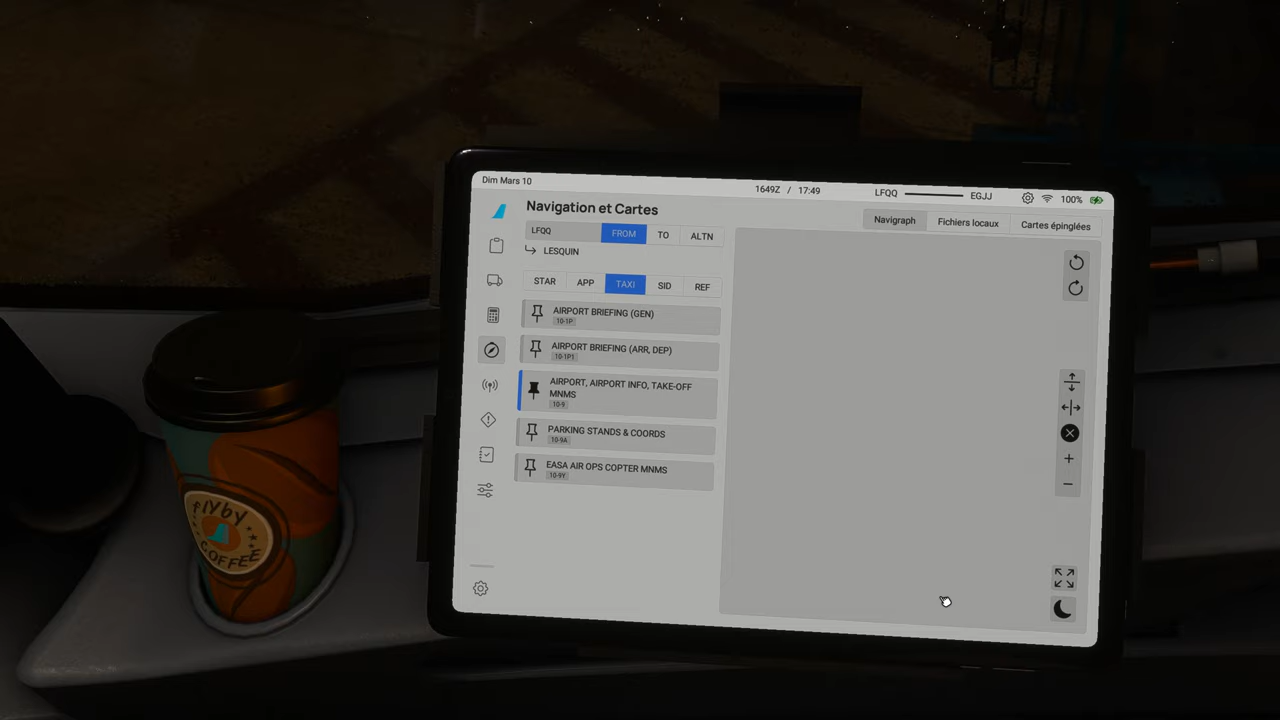 Dim Mars 10
1649Z / 17:49
LFQQ
EGJJ
100%
Navigation et Cartes
Navigraph
Fichiers locaux
Cartes épinglées
LFQQ
FROM
TO
ALTN
LESQUIN
STAR
APP
TAXI
SID
REF
AIRPORT BRIEFING (GEN)
10-1P
AIRPORT BRIEFING (ARR, DEP)
10-1P1
AIRPORT, AIRPORT INFO, TAKE-OFF
MNMS
10-9
PARKING STANDS & COORDS
10-9A
EASA AIR OPS COPTER MNMS
10-9Y
flyby
COFFEE